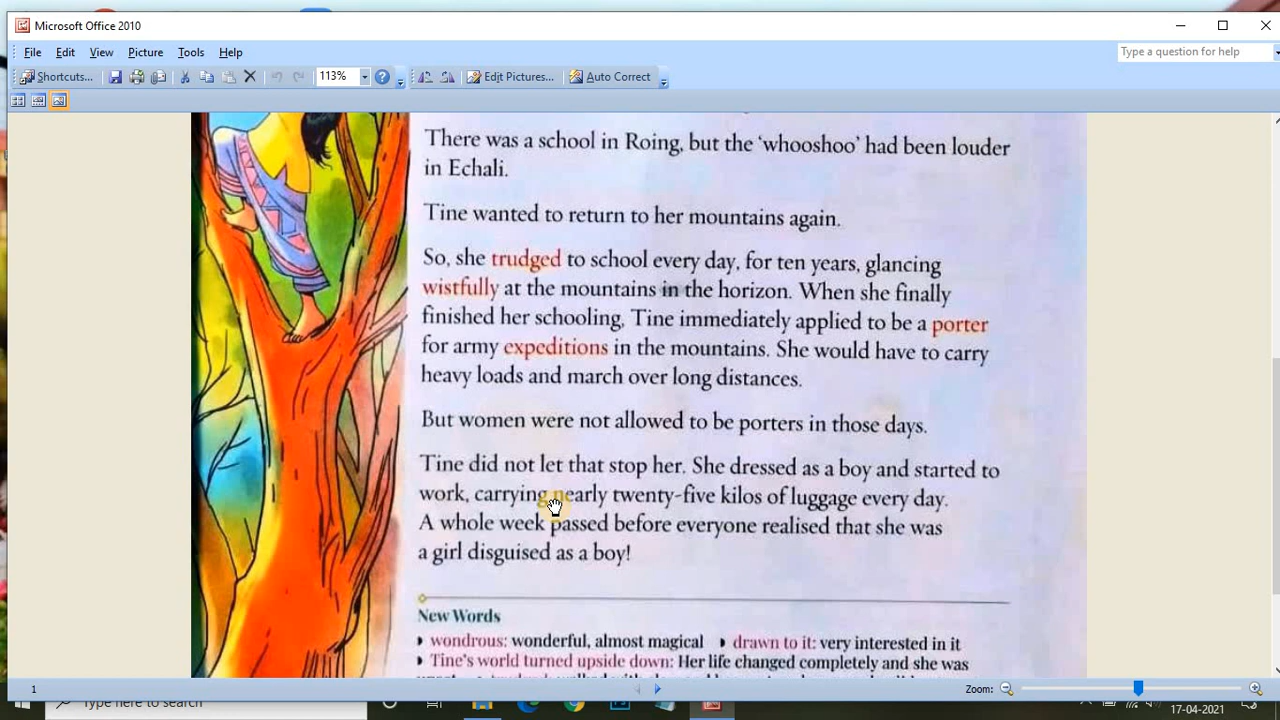 Microsoft Office 2010
File Edit View Picture Tools Help
Type a question for help
Shortcuts... 113% Edit Pictures... Auto Correct
There was a school in Roing, but the ‘whooshoo’ had been louder
in Echali.
Tine wanted to return to her mountains again.
So, she trudged to school every day, for ten years, glancing
wistfully at the mountains in the horizon. When she finally
finished her schooling, Tine immediately applied to be a porter
for army expeditions in the mountains. She would have to carry
heavy loads and march over long distances.
But women were not allowed to be porters in those days.
Tine did not let that stop her. She dressed as a boy and started to
work, carrying nearly twenty-five kilos of luggage every day.
A whole week passed before everyone realised that she was
a girl disguised as a boy!
New Words
wondrous: wonderful, almost magical drawn to it: very interested in it
Tine's world turned upside down: Her life changed completely and she was
1 Zoom:
Type here to search
17-04-2021